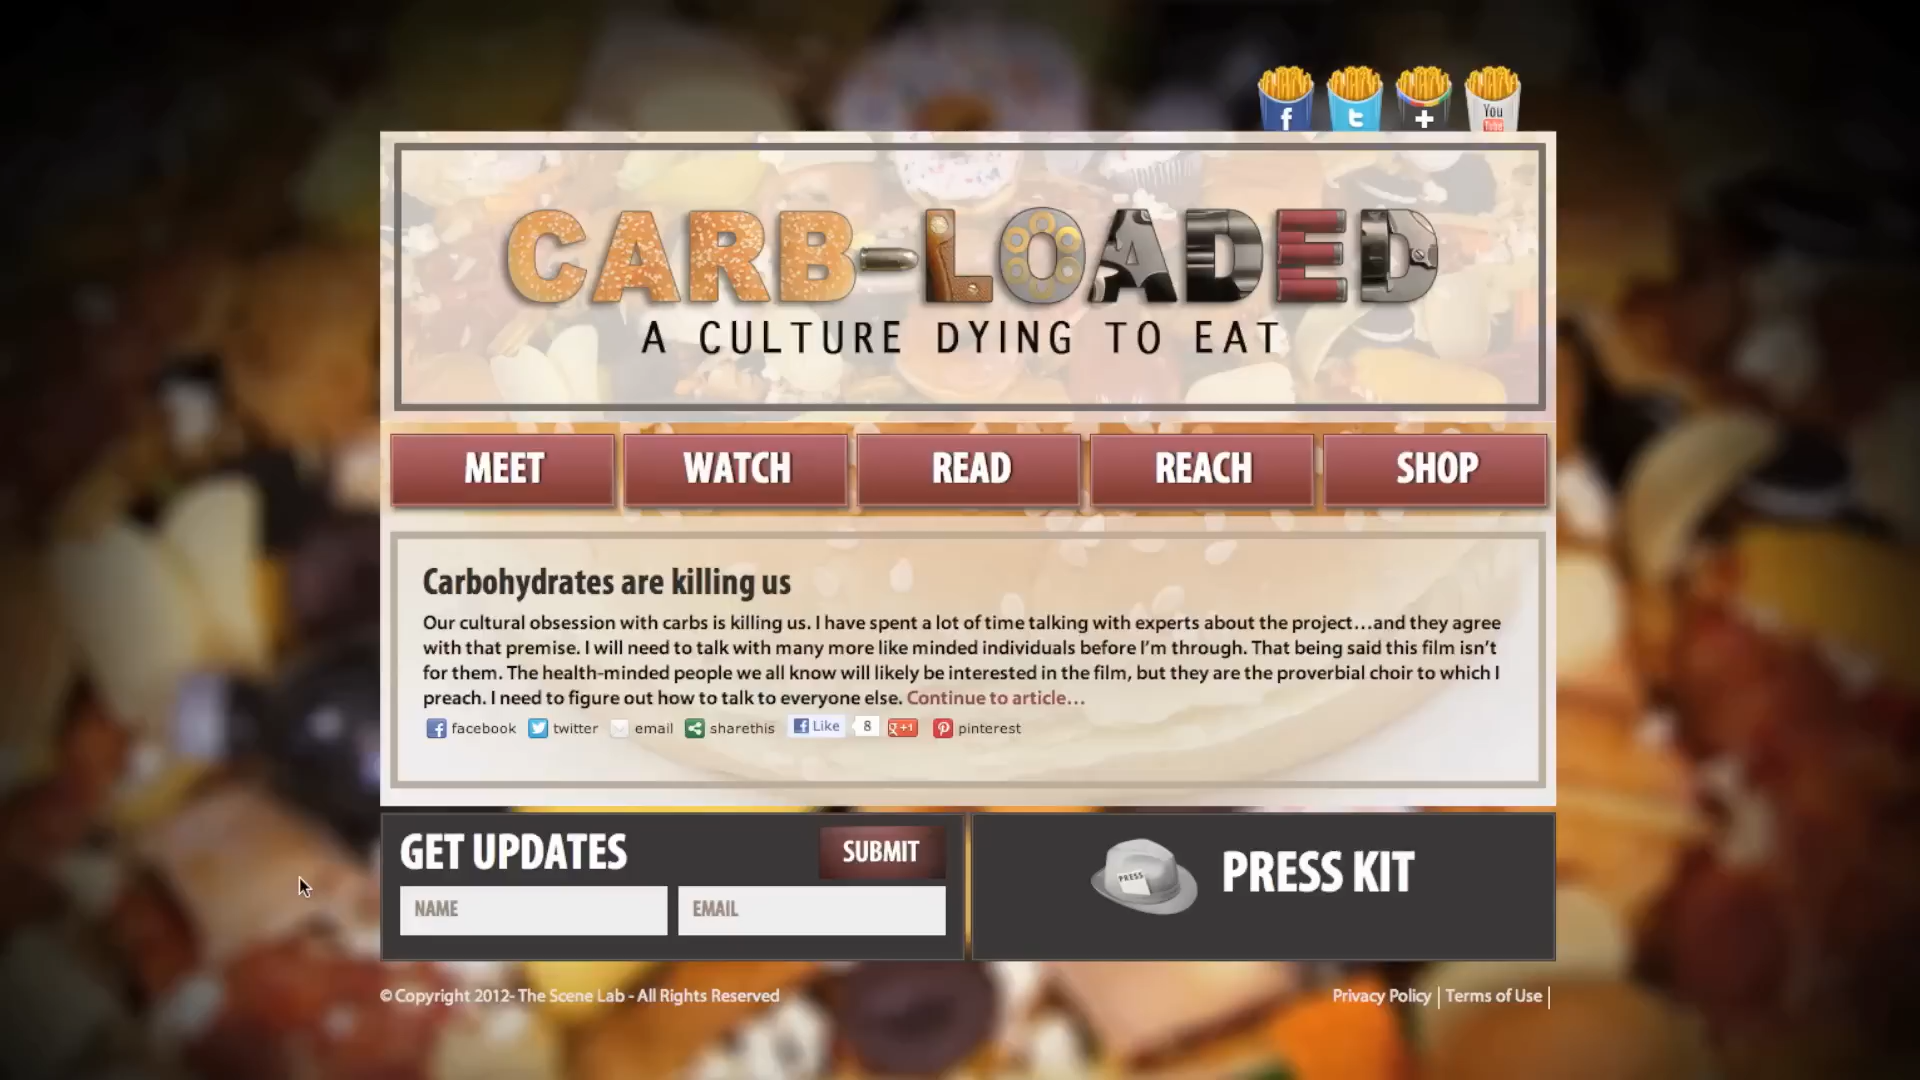 f t + You Tube
CARB-LOADED
A CULTURE DYING TO EAT
MEET WATCH READ REACH SHOP
Carbohydrates are killing us
Our cultural obsession with carbs is killing us. I have spent a lot of time talking with experts about the project…and they agree
with that premise. I will need to talk with many more like minded individuals before I'm through. That being said this film isn't
for them. The health-minded people we all know will likely be interested in the film, but they are the proverbial choir to which I
preach. I need to figure out how to talk to everyone else. Continue to article…
facebook twitter email sharethis Like 8 g+1 pinterest
GET UPDATES SUBMIT
NAME EMAIL
PRESS PRESS KIT
© Copyright 2012- The Scene Lab - All Rights Reserved
Privacy Policy | Terms of Use |